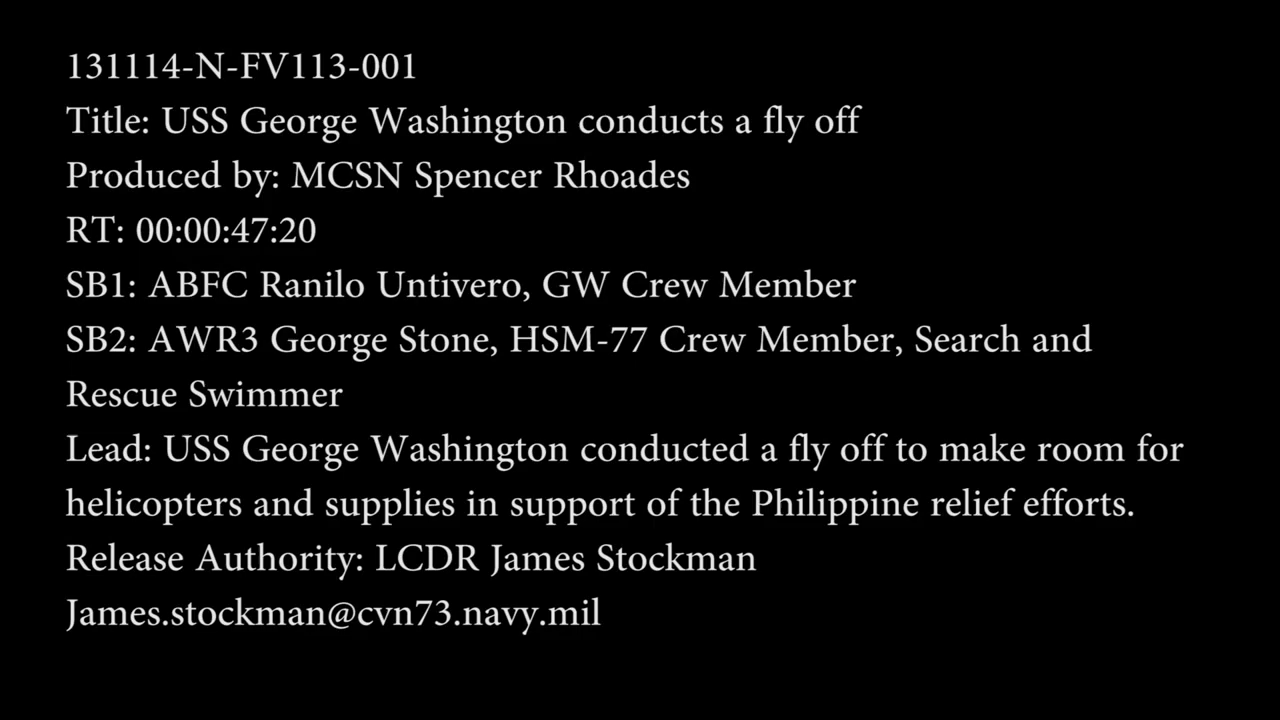 131114-N-FV113-001
Title: USS George Washington conducts a fly off
Produced by: MCSN Spencer Rhoades
RT: 00:00:47:20
SB1: ABFC Ranilo Untivero, GW Crew Member
SB2: AWR3 George Stone, HSM-77 Crew Member, Search and
Rescue Swimmer
Lead: USS George Washington conducted a fly off to make room for
helicopters and supplies in support of the Philippine relief efforts.
Release Authority: LCDR James Stockman
James.stockman@cvn73.navy.mil